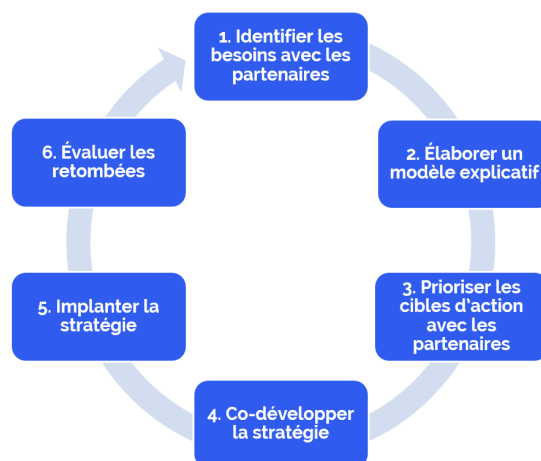 1. Identifier les
besoins avec les
partenaires
2. Élaborer un
modèle explicatif
3. Prioriser les
cibles d'action
avec les
partenaires
4. Co-développer
la stratégie
5. Implanter la
stratégie
6. Évaluer les
retombées